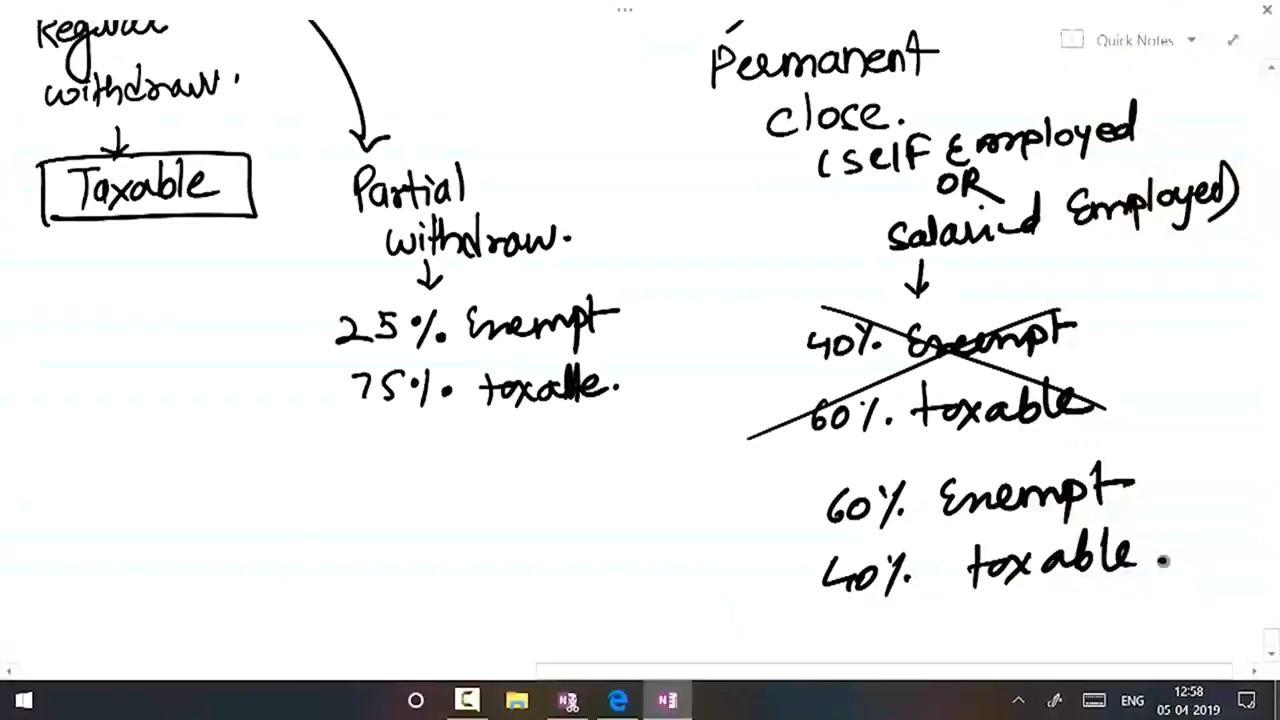 Quick Notes
Regular
withdraw.
Taxable
Partial
withdraw.
25% Exempt
75% taxable.
Permanent
close.
(self Employed
OR
salaried Employed)
40% Exempt
60% taxable
60% Exempt
40% taxable.
ENG
12:58
05-04-2019